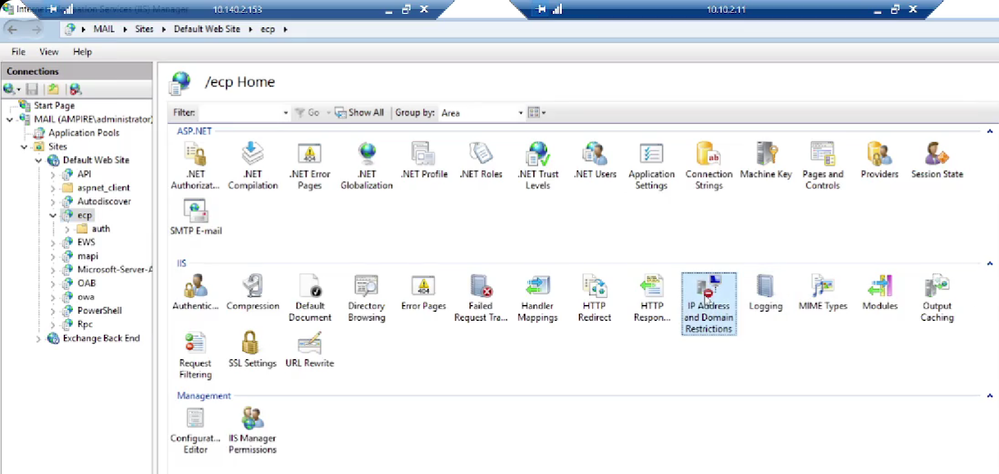 Internet Information Services (IIS) Manager
10.140.2.153
10.10.2.11
MAIL Sites Default Web Site ecp
File View Help
Connections
Start Page
MAIL (AMPIRE\administrator)
Application Pools
Sites
Default Web Site
API
aspnet_client
Autodiscover
ecp
auth
EWS
mapi
Microsoft-Server-A
OAB
owa
PowerShell
Rpc
Exchange Back End
/ecp Home
Filter: Go Show All Group by: Area
ASP.NET
.NET Authorizat...
.NET Compilation
.NET Error Pages
.NET Globalization
.NET Profile
.NET Roles
.NET Trust Levels
.NET Users
Application Settings
Connection Strings
Machine Key
Pages and Controls
Providers
Session State
SMTP E-mail
IIS
Authentic...
Compression
Default Document
Directory Browsing
Error Pages
Failed Request Tra...
Handler Mappings
HTTP Redirect
HTTP Respon...
IP Address and Domain Restrictions
Logging
MIME Types
Modules
Output Caching
Request Filtering
SSL Settings
URL Rewrite
Management
Configurat... Editor
IIS Manager Permissions